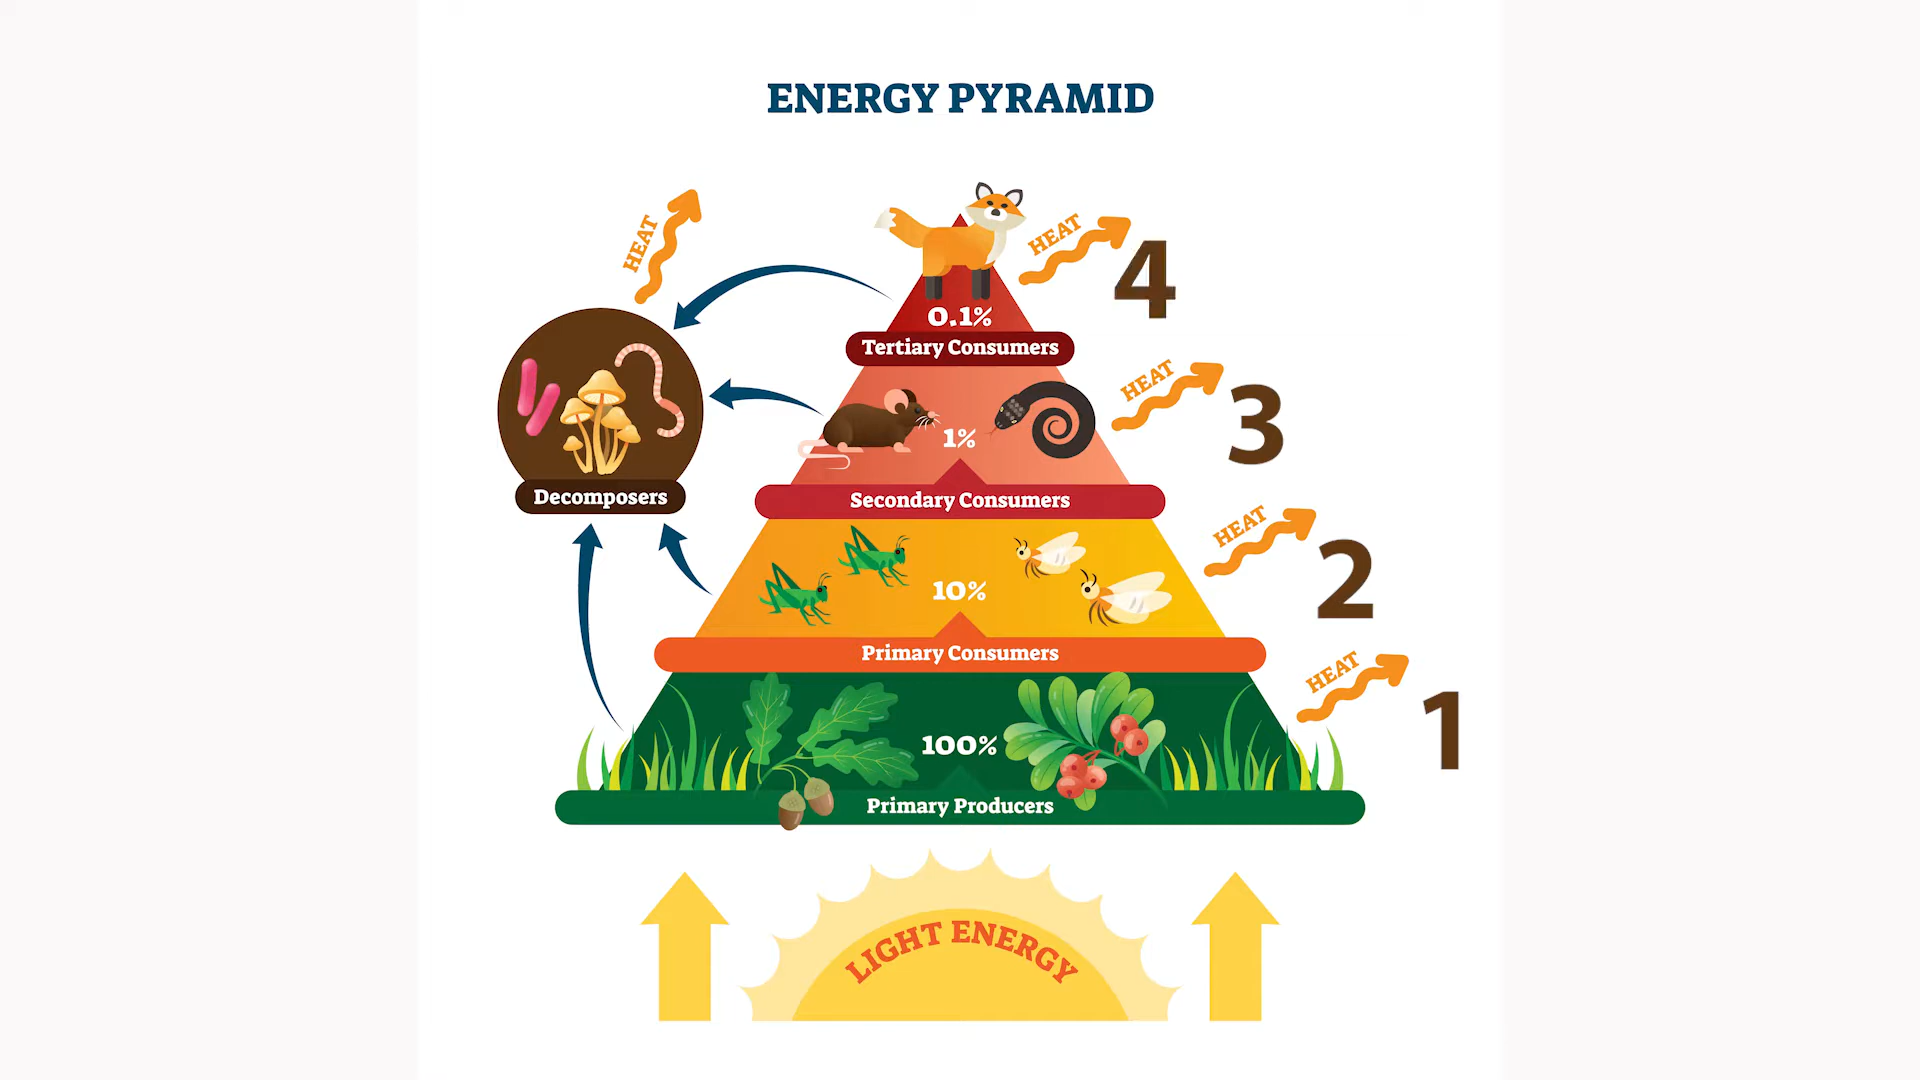 ENERGY PYRAMID
HEAT
HEAT
4
0.1%
Tertiary Consumers
HEAT
3
1%
Decomposers
Secondary Consumers
HEAT
2
10%
Primary Consumers
HEAT
1
100%
Primary Producers
LIGHT ENERGY